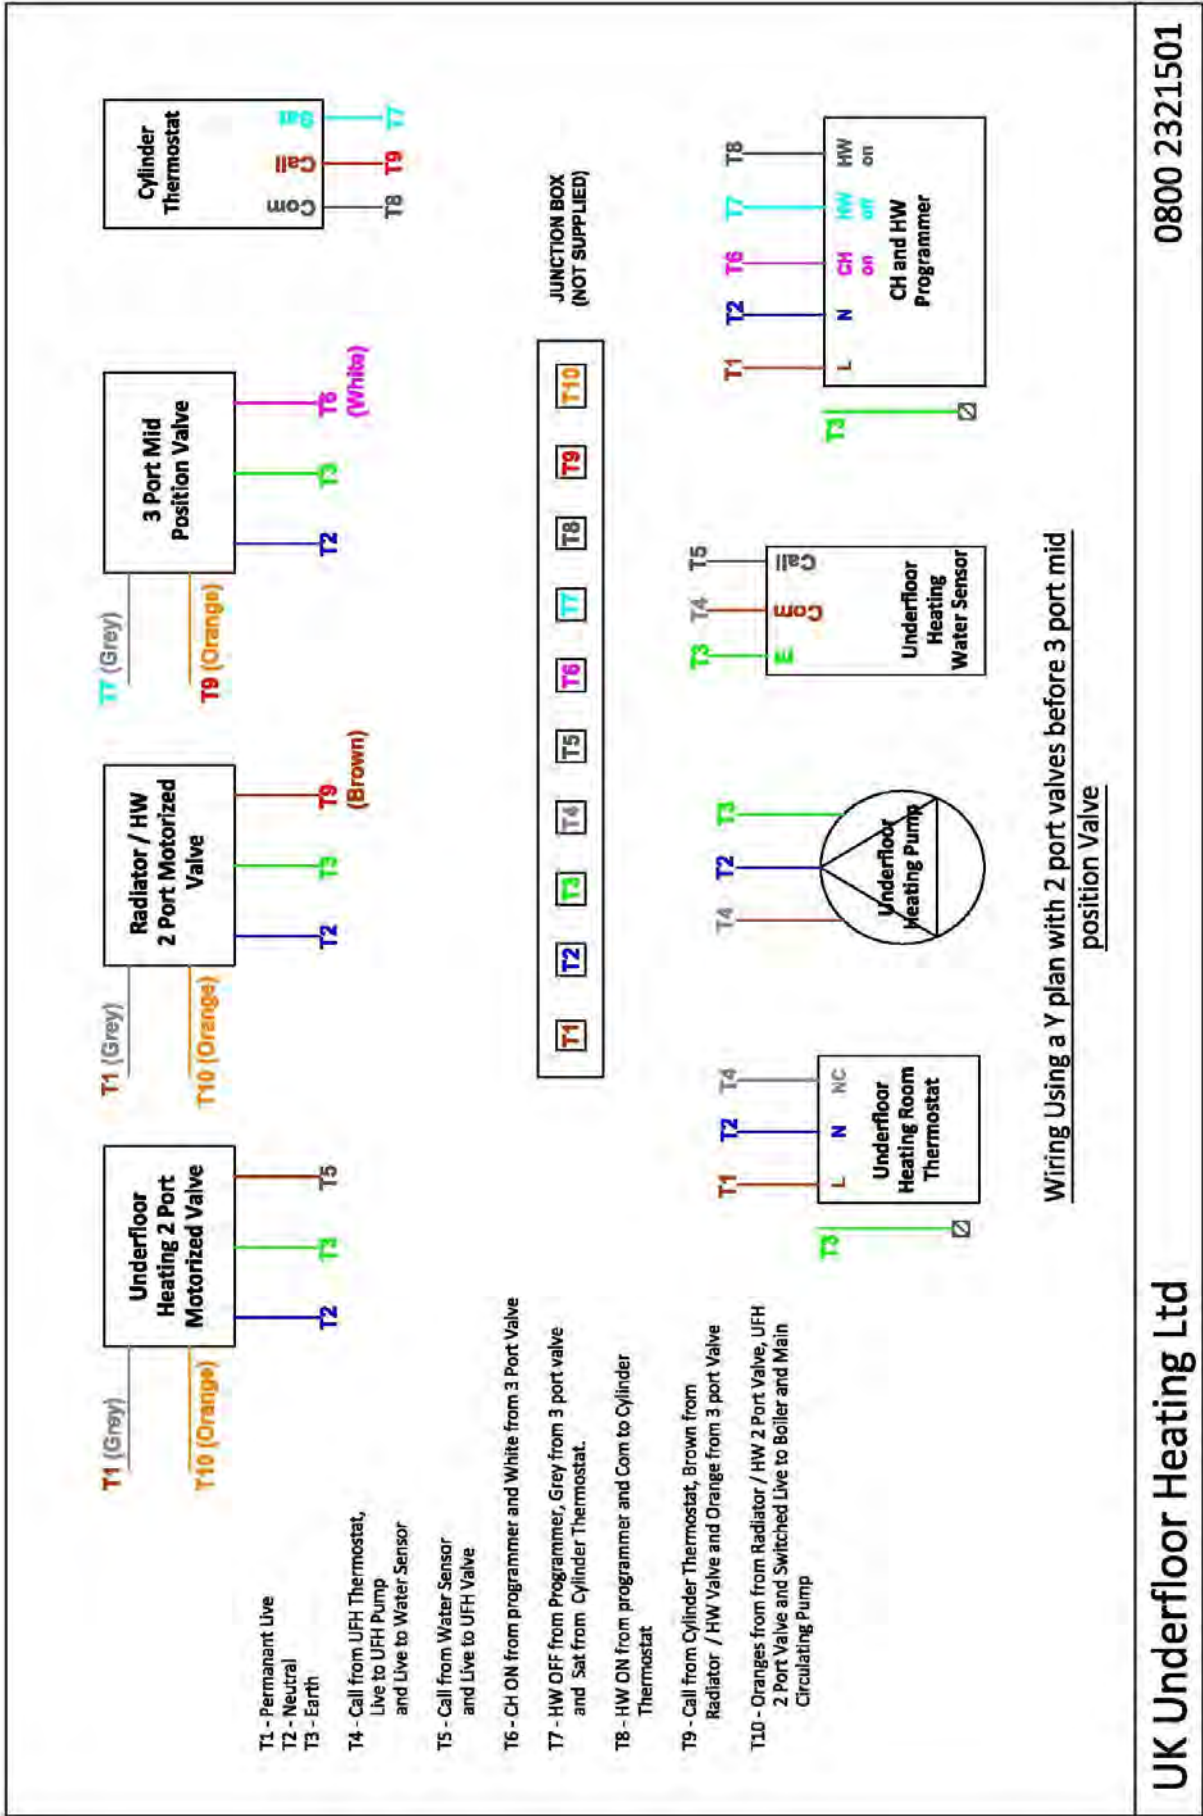 Underfloor
Heating 2 Port
Motorized Valve
T1 (Grey)
T10 (Orange)
T2
T3
T5
Radiator / HW
2 Port Motorized
Valve
T1 (Grey)
T10 (Orange)
T2
T3
T9
(Brown)
3 Port Mid
Position Valve
T7 (Grey)
T9 (Orange)
T2
T3
T6
(White)
Cylinder
Thermostat
Com
Call
Sat
T8
T9
T7
T1 - Permanant Live
T2 - Neutral
T3 - Earth
T4 - Call from UFH Thermostat,
Live to UFH Pump
and Live to Water Sensor
T5 - Call from Water Sensor
and Live to UFH Valve
T6 - CH ON from programmer and White from 3 Port Valve
T7 - HW OFF from Programmer, Grey from 3 port valve
and Sat from Cylinder Thermostat.
T8 - HW ON from programmer and Com to Cylinder
Thermostat
T9 - Call from Cylinder Thermostat, Brown from
Radiator / HW Valve and Orange from 3 port Valve
T10 - Oranges from Radiator / HW 2 Port Valve, UFH
2 Port Valve and Switched Live to Boiler and Main
Circulating Pump
T1 T2 T3 T4 T5 T6 T7 T8 T9 T10
JUNCTION BOX
(NOT SUPPLIED)
T3
T1
T2
T4
L
N
NC
Underfloor
Heating Room
Thermostat
T4
T2
T3
Underfloor
Heating Pump
T3
T4
T5
E
Com
Call
Underfloor
Heating
Water Sensor
T3
T1
T2
T6
T7
T8
L
N
CH
on
HW
off
HW
on
CH and HW
Programmer
Wiring Using a Y plan with 2 port valves before 3 port mid
position Valve
UK Underfloor Heating Ltd
0800 2321501